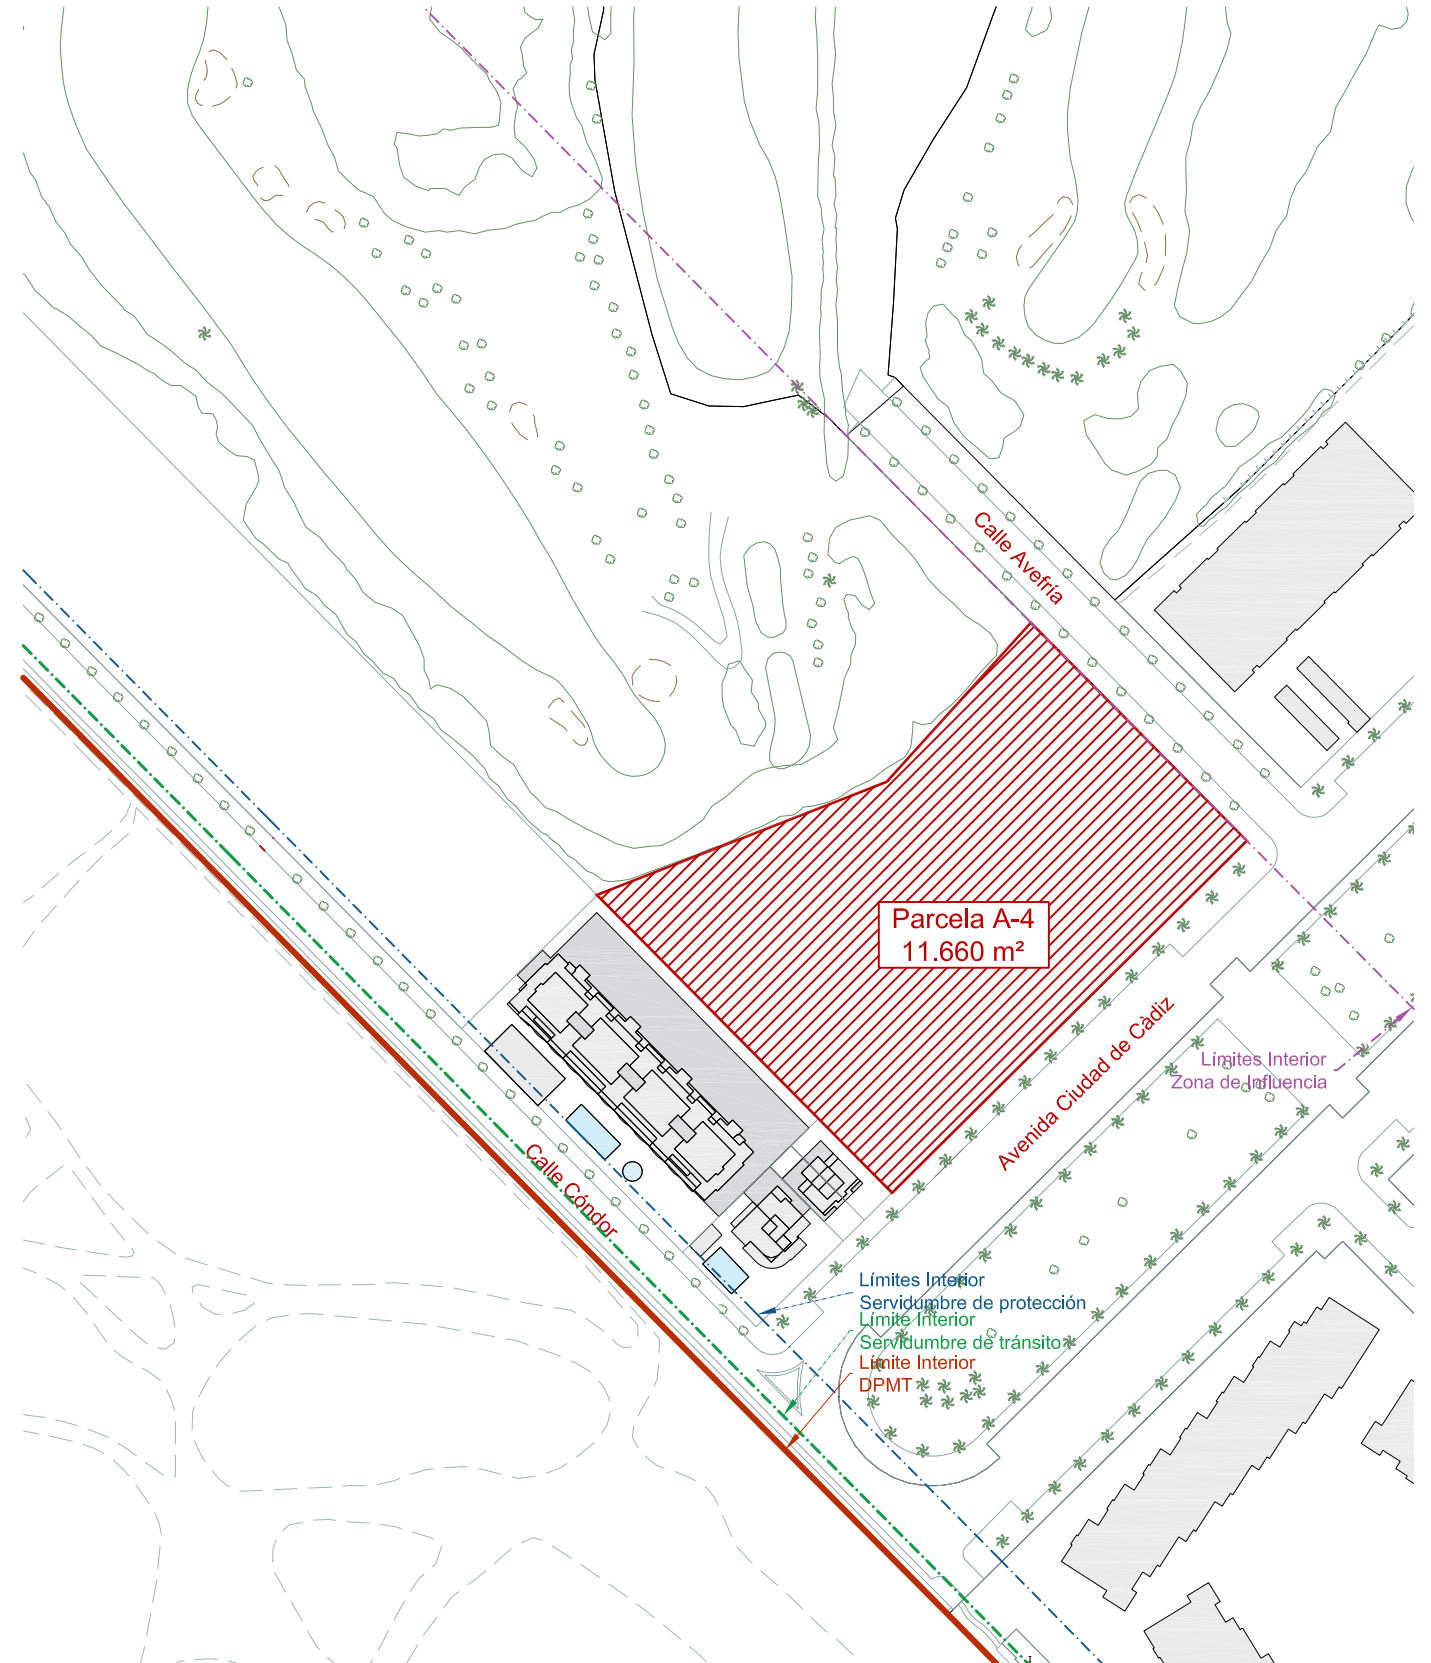 Calle Avefría
Parcela A-4
11.660 m²
Avenida Ciudad de Càdiz
Límites Interior
Zona de Influencia
Calle Cóndor
Límites Interior
Servidumbre de protección
Límite Interior
Servidumbre de tránsito
Límite Interior
DPMT